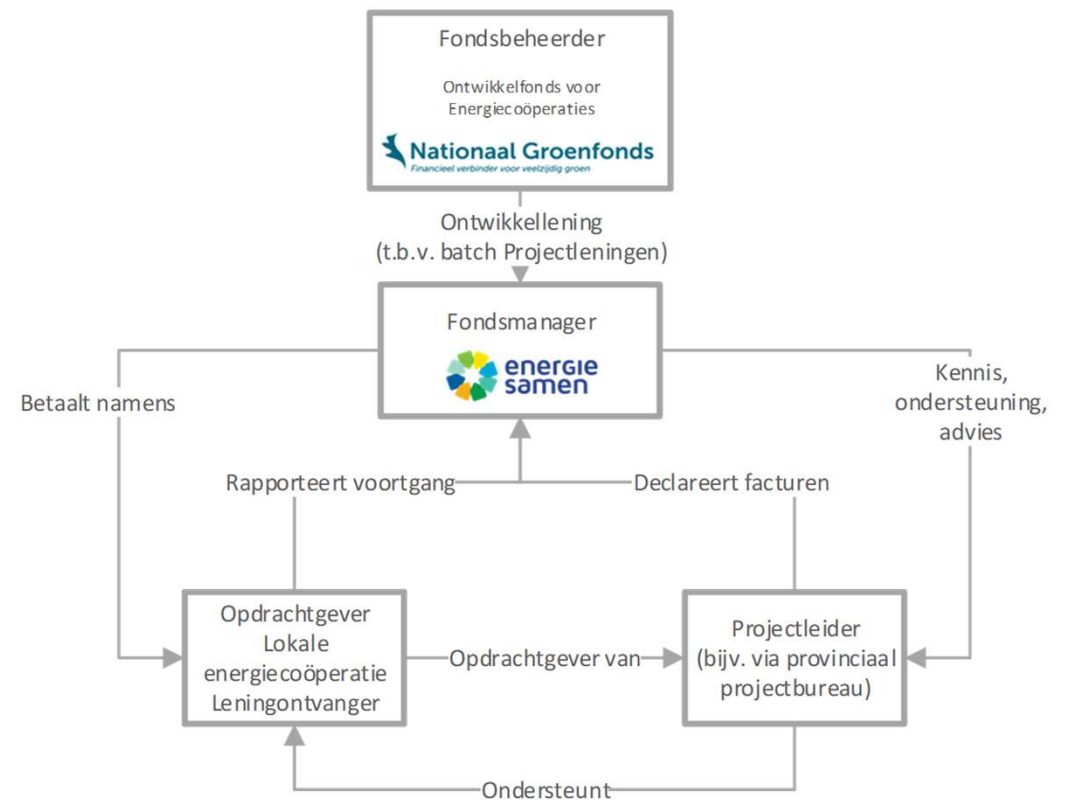 Fondsbeheerder
Ontwikkelfonds voor
Energiecoöperaties
Nationaal Groenfonds
Financieel verbinder voor veelzijdig groen
Ontwikkellening
(t.b.v. batch Projectleningen)
Fondsmanager
energie
samen
Betaalt namens
Kennis,
ondersteuning,
advies
Rapporteert voortgang
Declareert facturen
Opdrachtgever
Lokale
energiecoöperatie
Leningontvanger
Opdrachtgever van
Projectleider
(bijv. via provinciaal
projectbureau)
Ondersteunt